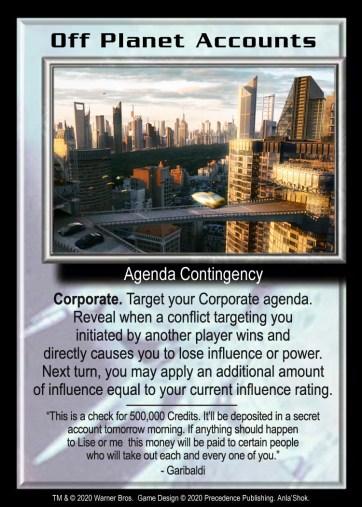 Off Planet Accounts
Agenda Contingency
Corporate. Target your Corporate agenda.
Reveal when a conflict targeting you
initiated by another player wins and
directly causes you to lose influence or power.
Next turn, you may apply an additional amount
of influence equal to your current influence rating.
“This is a check for 500,000 Credits. It'll be deposited in a secret
account tomorrow morning. If anything should happen
to Lise or me this money will be paid to certain people
who will take out each and every one of you.”
- Garibaldi
TM & © 2020 Warner Bros. Game Design © 2020 Precedence Publishing. Anla'Shok.